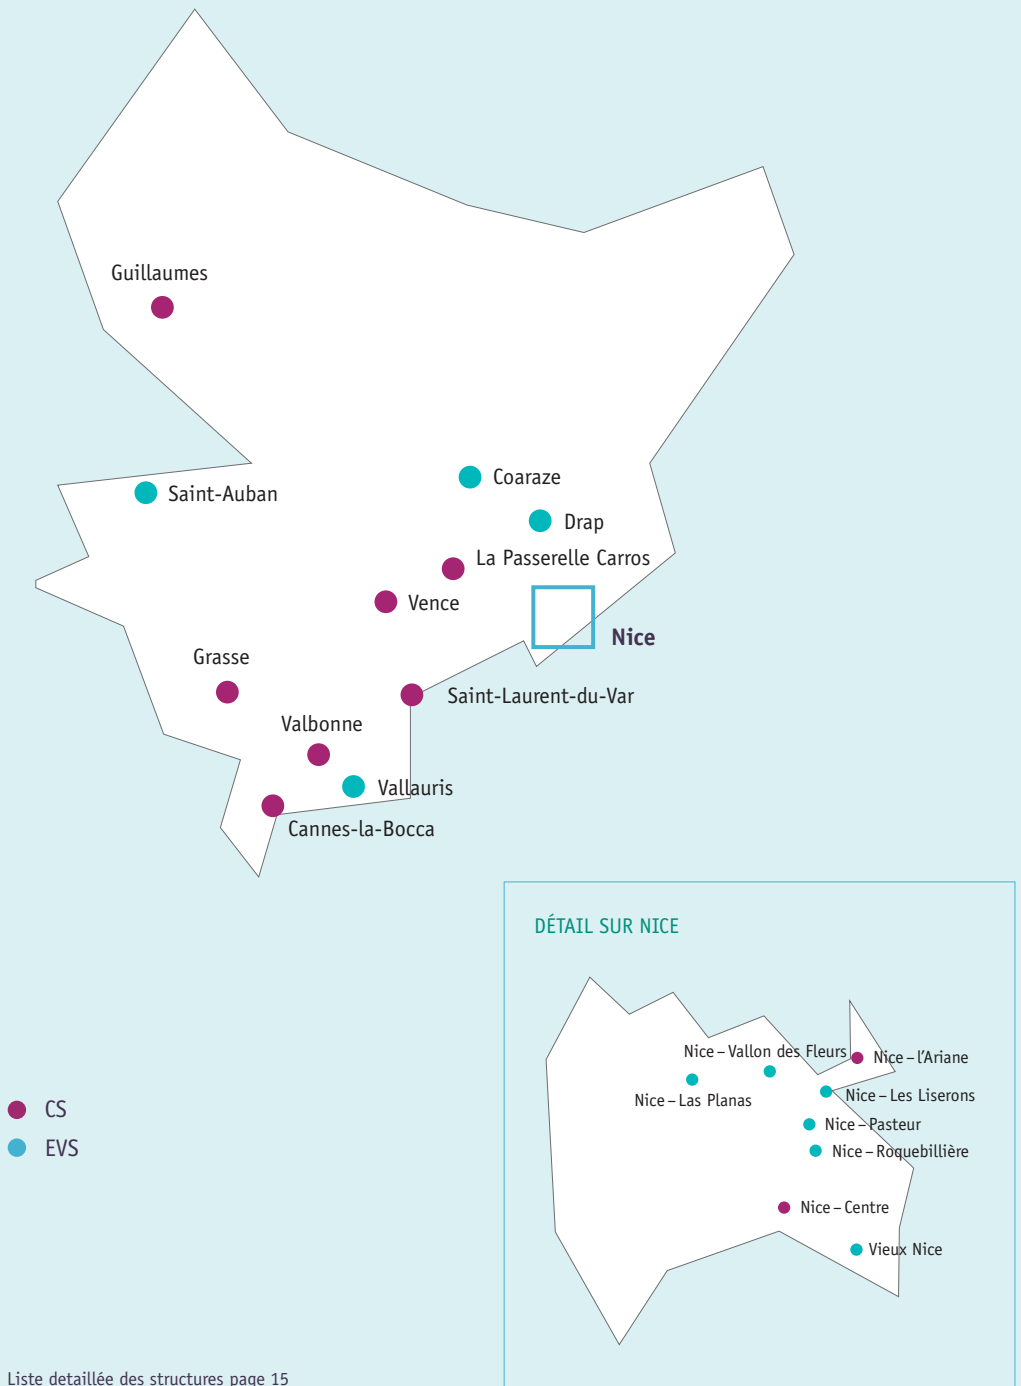 Guillaumes
Coaraze
Saint-Auban
Drap
La Passerelle Carros
Vence
Nice
Grasse
Saint-Laurent-du-Var
Valbonne
Vallauris
Cannes-la-Bocca
DÉTAIL SUR NICE
Nice – Vallon des Fleurs
Nice – l'Ariane
Nice – Las Planas
Nice – Les Liserons
Nice – Pasteur
Nice – Roquebillière
Nice – Centre
Vieux Nice
CS
EVS
Liste detaillée des structures page 15